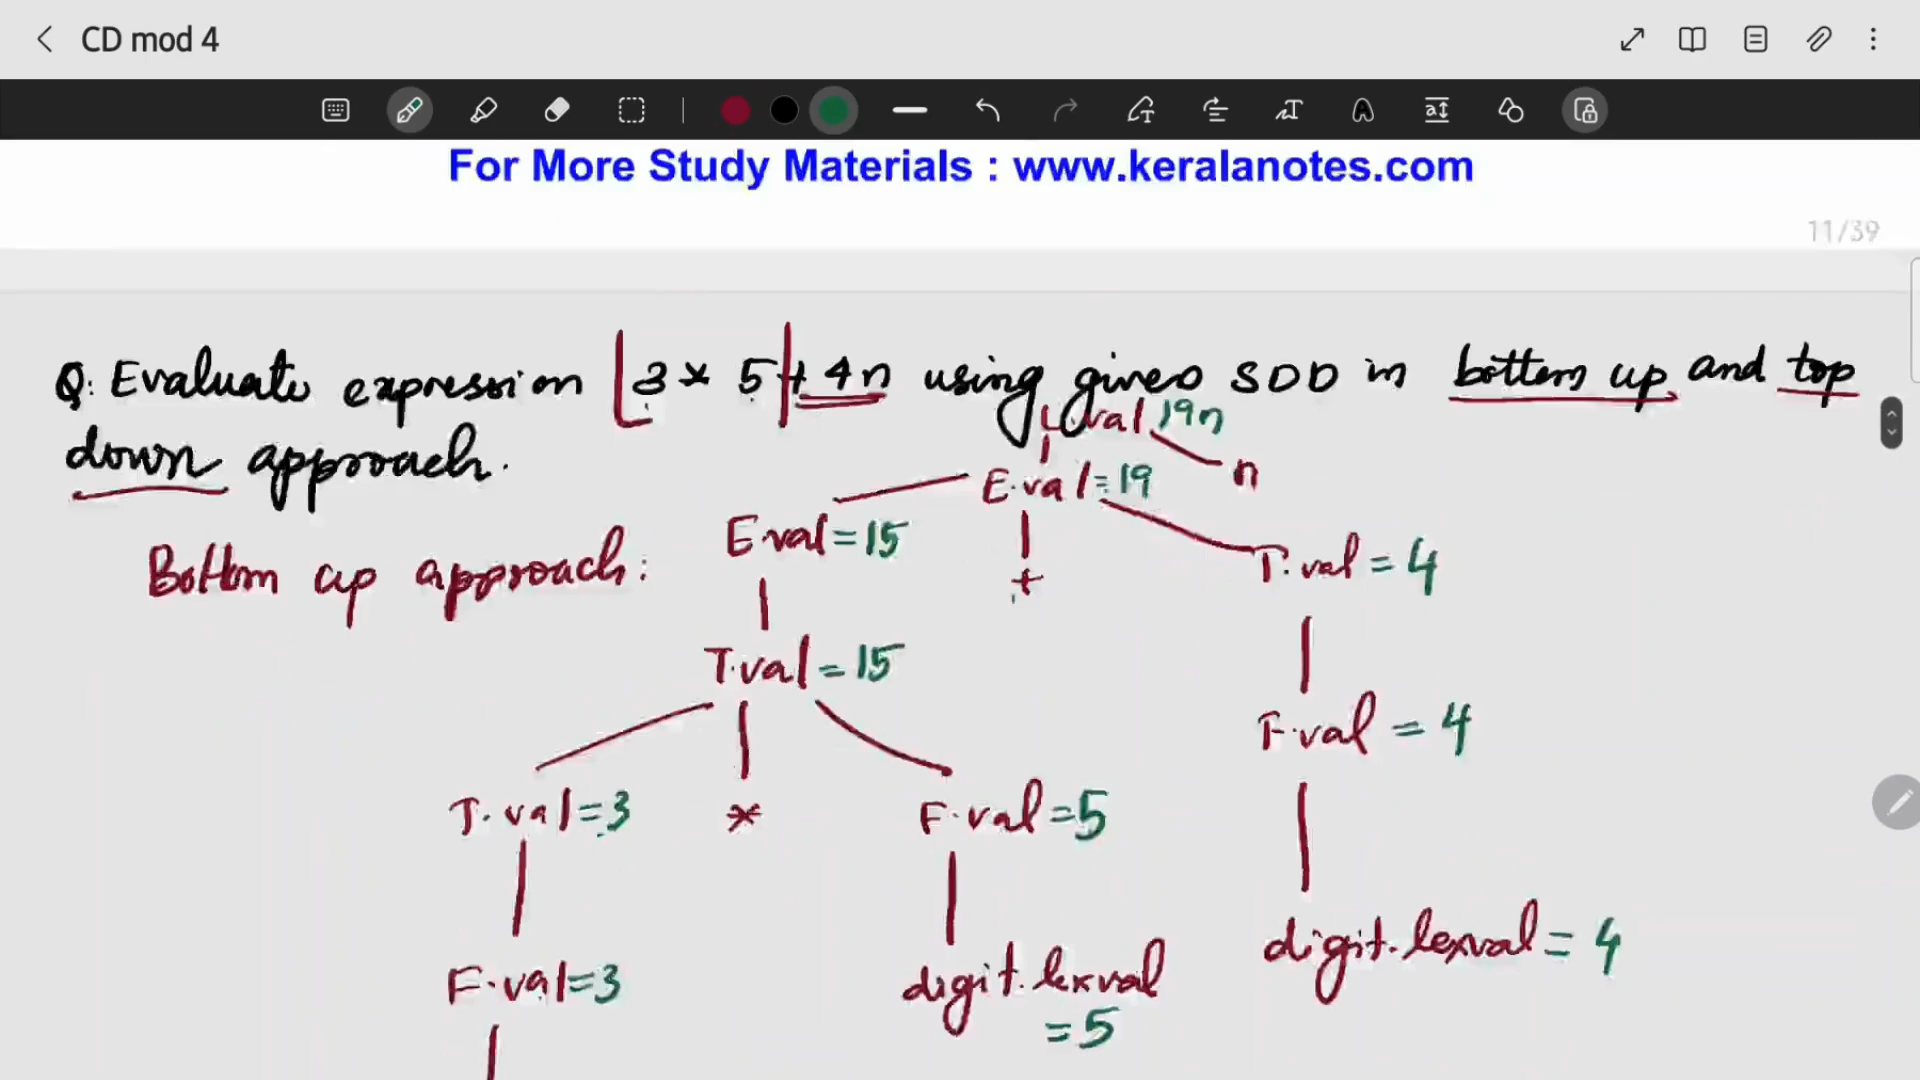 CD mod 4
For More Study Materials : www.keralanotes.com
11/39
Q: Evaluate expression 3 * 5 + 4n using given SDD in bottom up and top
down approach.
L.val 19n
E.val = 19 n
Bottom up approach:
E.val = 15 + T.val = 4
T.val = 15
F.val = 4
T.val = 3 * F.val = 5
digit.lexval = 4
F.val = 3 digit.lexval
= 5